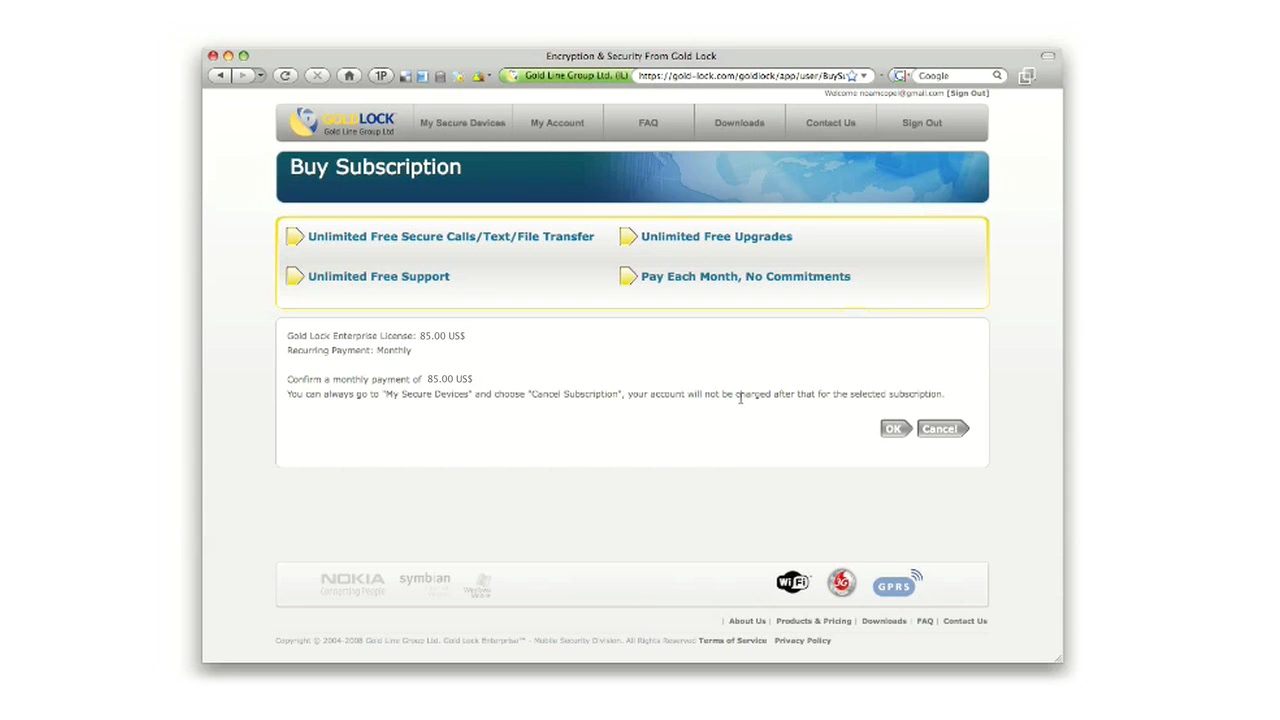 Encryption & Security From Gold Lock
1P
Gold Line Group Ltd. (IL) https://gold-lock.com/goldlock/app/user/BuySu Google
Welcome noamcopel@gmail.com [Sign Out]
GOLDLOCK
Gold Line Group Ltd
My Secure Devices My Account FAQ Downloads Contact Us Sign Out
Buy Subscription
Unlimited Free Secure Calls/Text/File Transfer Unlimited Free Upgrades
Unlimited Free Support Pay Each Month, No Commitments
Gold Lock Enterprise License: 85.00 US$
Recurring Payment: Monthly
Confirm a monthly payment of 85.00 US$
You can always go to "My Secure Devices" and choose "Cancel Subscription", your account will not be charged after that for the selected subscription.
OK Cancel
NOKIA symbian Windows Mobile WiFi 3G GPRS
Connecting People
| About Us | Products & Pricing | Downloads | FAQ | Contact Us
Copyright © 2004-2008 Gold Line Group Ltd. Gold Lock Enterprise™ - Mobile Security Division. All Rights Reserved Terms of Service Privacy Policy